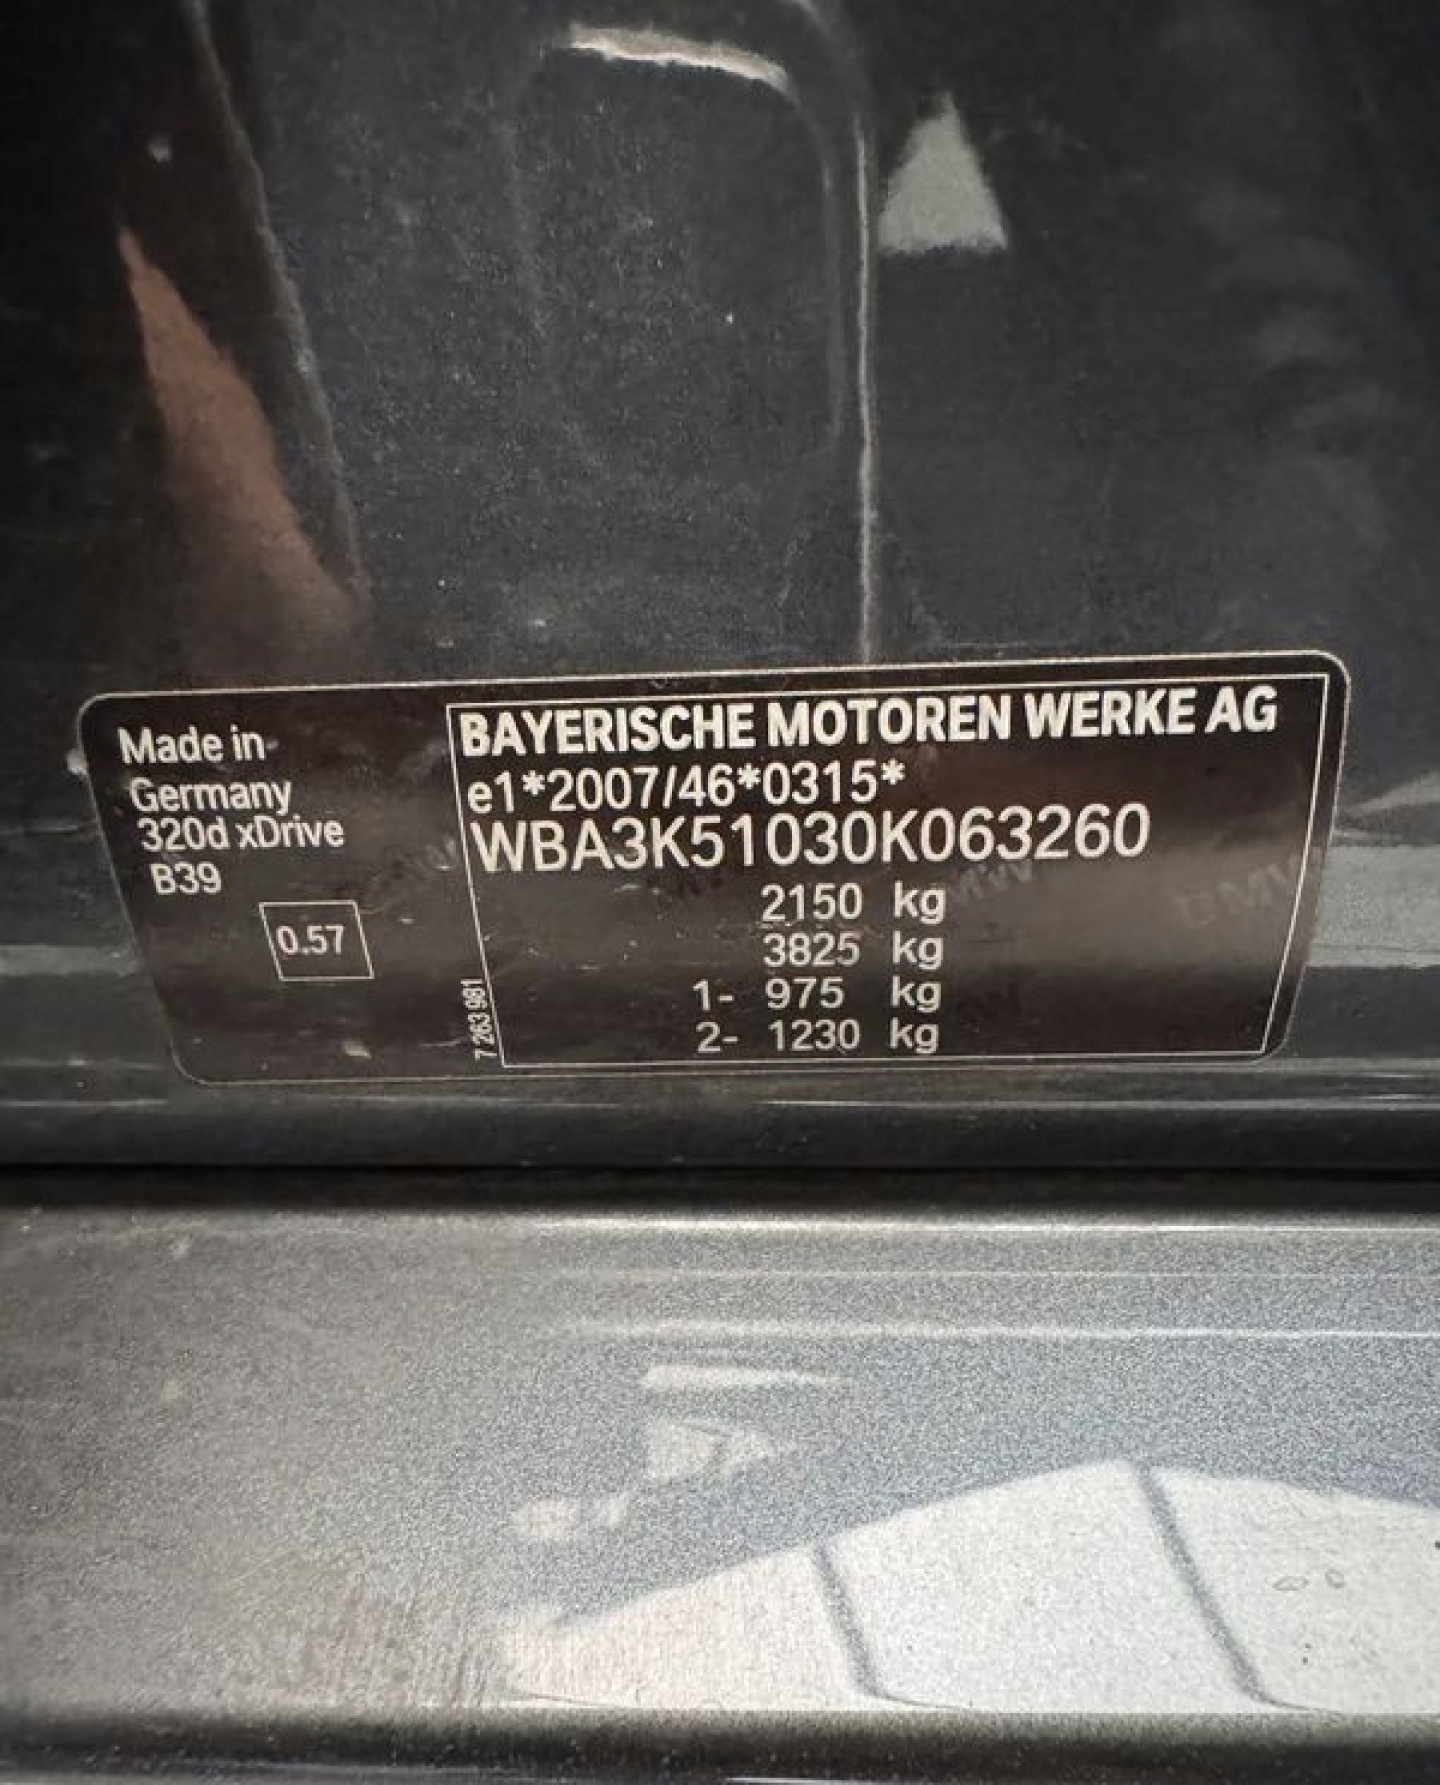 Made in
Germany
320d xDrive
B39
0.57
7 263 981
BAYERISCHE MOTOREN WERKE AG
e1*2007/46*0315*
WBA3K51030K063260
2150 kg
3825 kg
1- 975 kg
2- 1230 kg